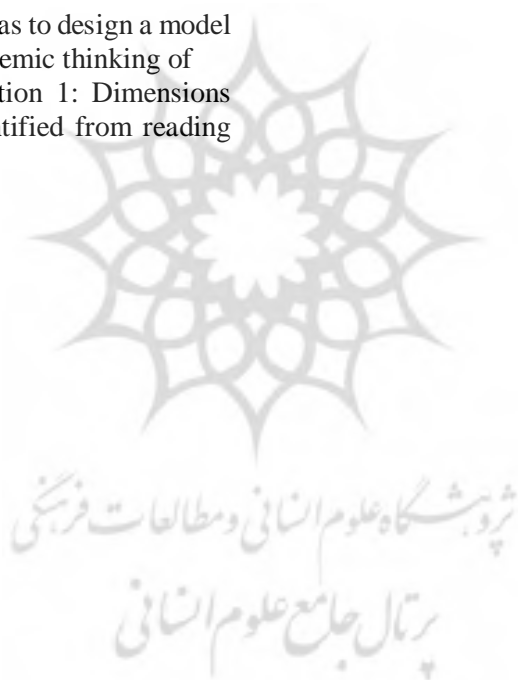 as to design a model
emic thinking of
tion 1: Dimensions
ntified from reading
پژوهشگاه علوم انسانی و مطالعات فرهنگی
پرتال جامع علوم انسانی